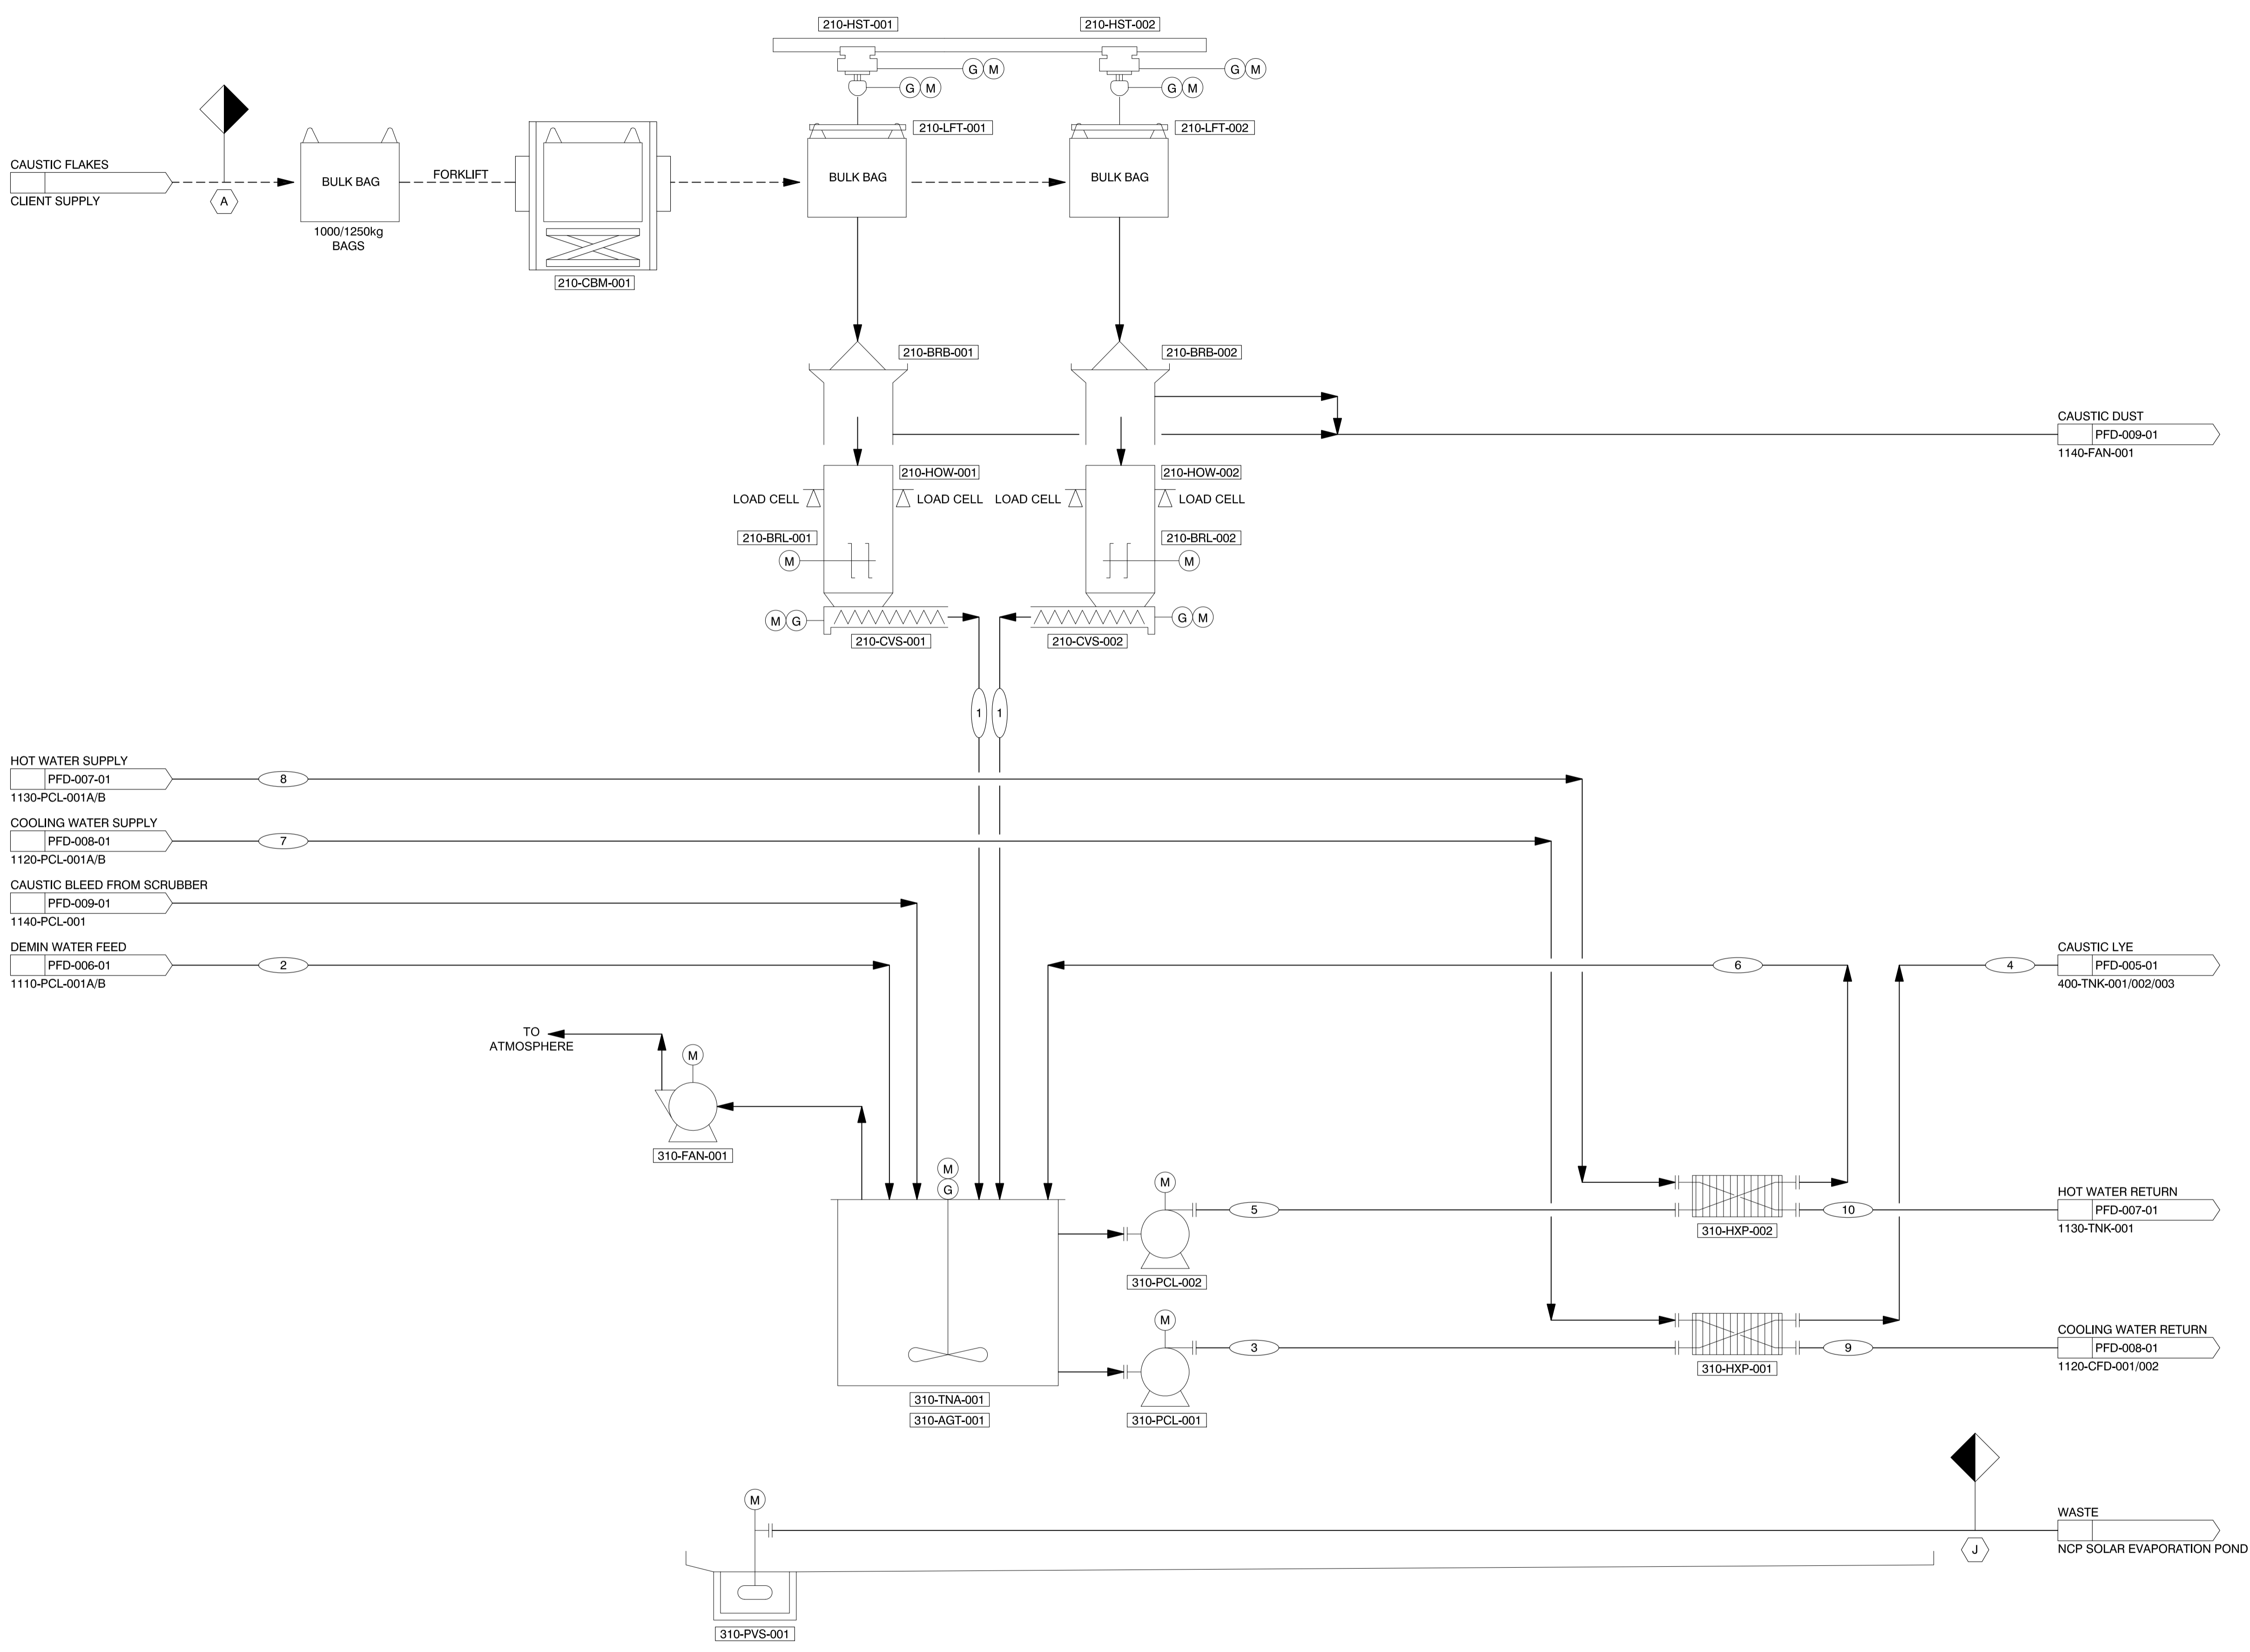 210-HST-001
210-HST-002
G M
G M
G M
G M
210-LFT-001
210-LFT-002
CAUSTIC FLAKES
CLIENT SUPPLY
A
BULK BAG
1000/1250kg
BAGS
FORKLIFT
210-CBM-001
BULK BAG
BULK BAG
210-BRB-001
210-BRB-002
CAUSTIC DUST
PFD-009-01
1140-FAN-001
210-HOW-001
210-HOW-002
LOAD CELL
LOAD CELL
LOAD CELL
LOAD CELL
210-BRL-001
210-BRL-002
M
M
M G
G M
210-CVS-001
210-CVS-002
1
1
HOT WATER SUPPLY
PFD-007-01
1130-PCL-001A/B
8
COOLING WATER SUPPLY
PFD-008-01
1120-PCL-001A/B
7
CAUSTIC BLEED FROM SCRUBBER
PFD-009-01
1140-PCL-001
DEMIN WATER FEED
PFD-006-01
1110-PCL-001A/B
2
6
4
CAUSTIC LYE
PFD-005-01
400-TNK-001/002/003
TO
ATMOSPHERE
M
310-FAN-001
M
G
M
5
310-PCL-002
310-HXP-002
10
HOT WATER RETURN
PFD-007-01
1130-TNK-001
M
3
310-PCL-001
310-HXP-001
9
COOLING WATER RETURN
PFD-008-01
1120-CFD-001/002
310-TNA-001
310-AGT-001
M
310-PVS-001
J
WASTE
NCP SOLAR EVAPORATION POND